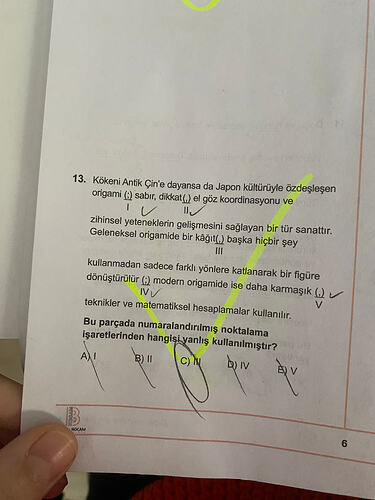 13. Kökeni Antik Çin'e dayansa da Japon kültürüyle özdeşleşen
origami (;) sabır, dikkat(,) el göz koordinasyonu ve
I II
zihinsel yeteneklerin gelişmesini sağlayan bir tür sanattır.
Geleneksel origamide bir kâğıt(,) başka hiçbir şey
III
kullanmadan sadece farklı yönlere katlanarak bir figüre
dönüştürülür (;) modern origamide ise daha karmaşık (,)
IV V
teknikler ve matematiksel hesaplamalar kullanılır.
Bu parçada numaralandırılmış noktalama
işaretlerinden hangisi yanlış kullanılmıştır?
A) I B) II C) III D) IV E) V
HOCAM
6